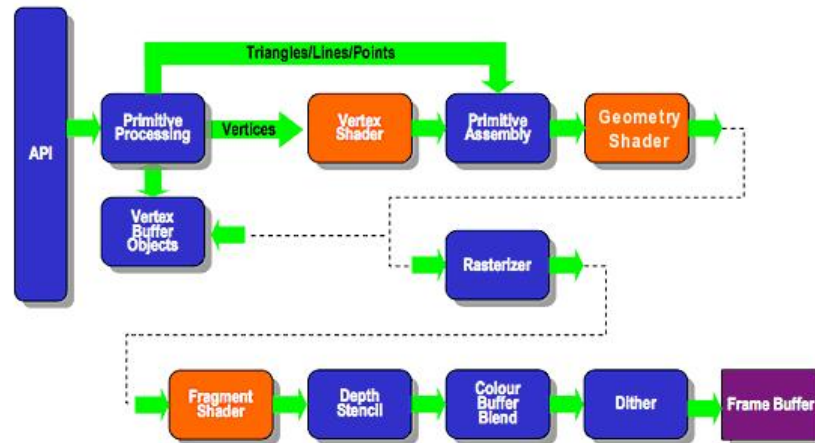 Triangles/Lines/Points
API
Primitive
Processing
Vertices
Vertex
Shader
Primitive
Assembly
Geometry
Shader
Vertex
Buffer
Objects
Rasterizer
Fragment
Shader
Depth
Stencil
Colour
Buffer
Blend
Dither
Frame Buffer